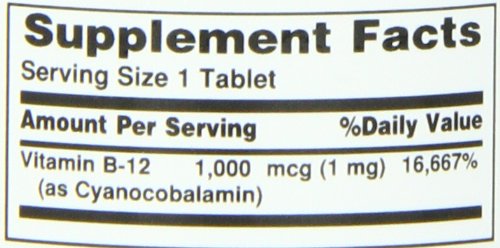 Supplement Facts
Serving Size 1 Tablet
Amount Per Serving %Daily Value
Vitamin B-12 1,000 mcg (1 mg) 16,667%
(as Cyanocobalamin)